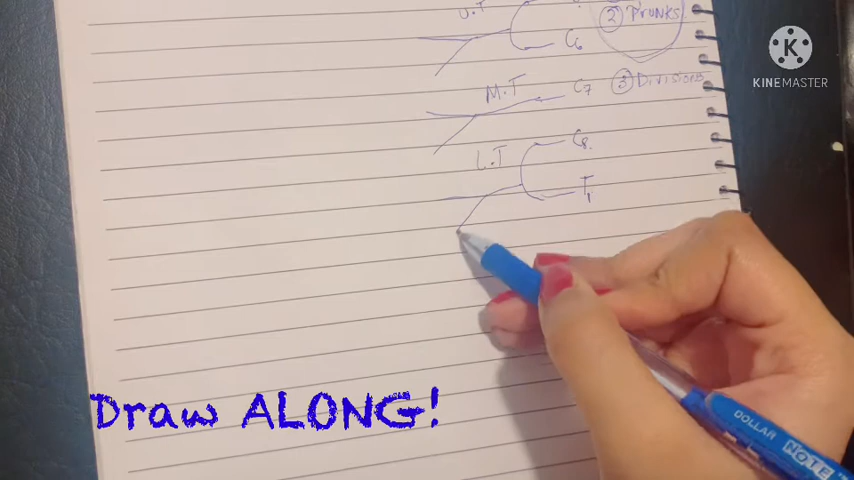 U.T
② Trunks
C6
M.T
C7
③ Divisions
L.T
C8.
T1
K
KINEMASTER
Draw ALONG!
DOLLAR
NOTE